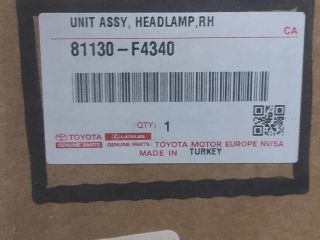 UNIT ASSY, HEADLAMP,RH
CA
81130-F4340
QTY: 1
TOYOTA LEXUS
GENUINE PARTS GENUINE PARTS TOYOTA MOTOR EUROPE NV/SA
MADE IN TURKEY